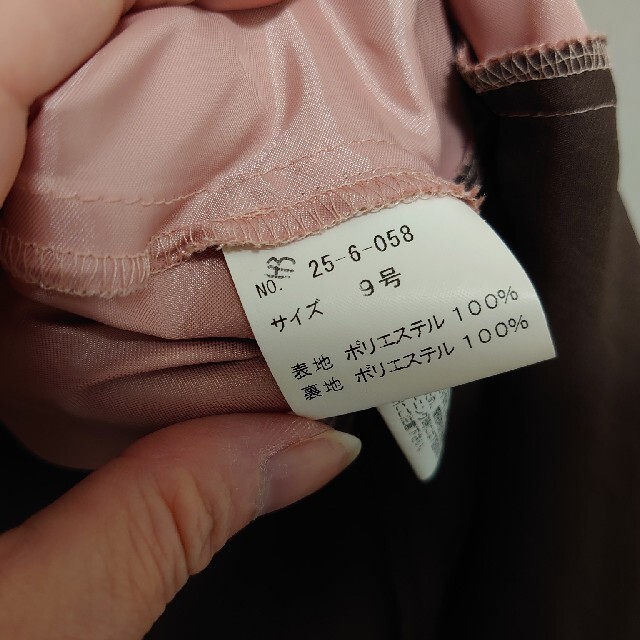 NO. 25-6-058
サイズ 9号
表地 ポリエステル 100%
裏地 ポリエステル 100%